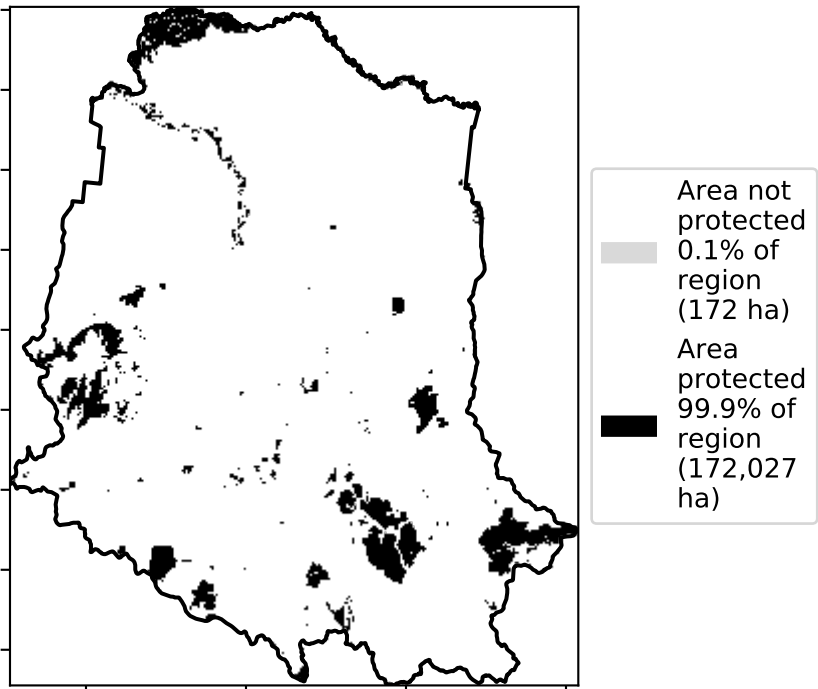 Area not
protected
0.1% of
region
(172 ha)
Area
protected
99.9% of
region
(172,027
ha)